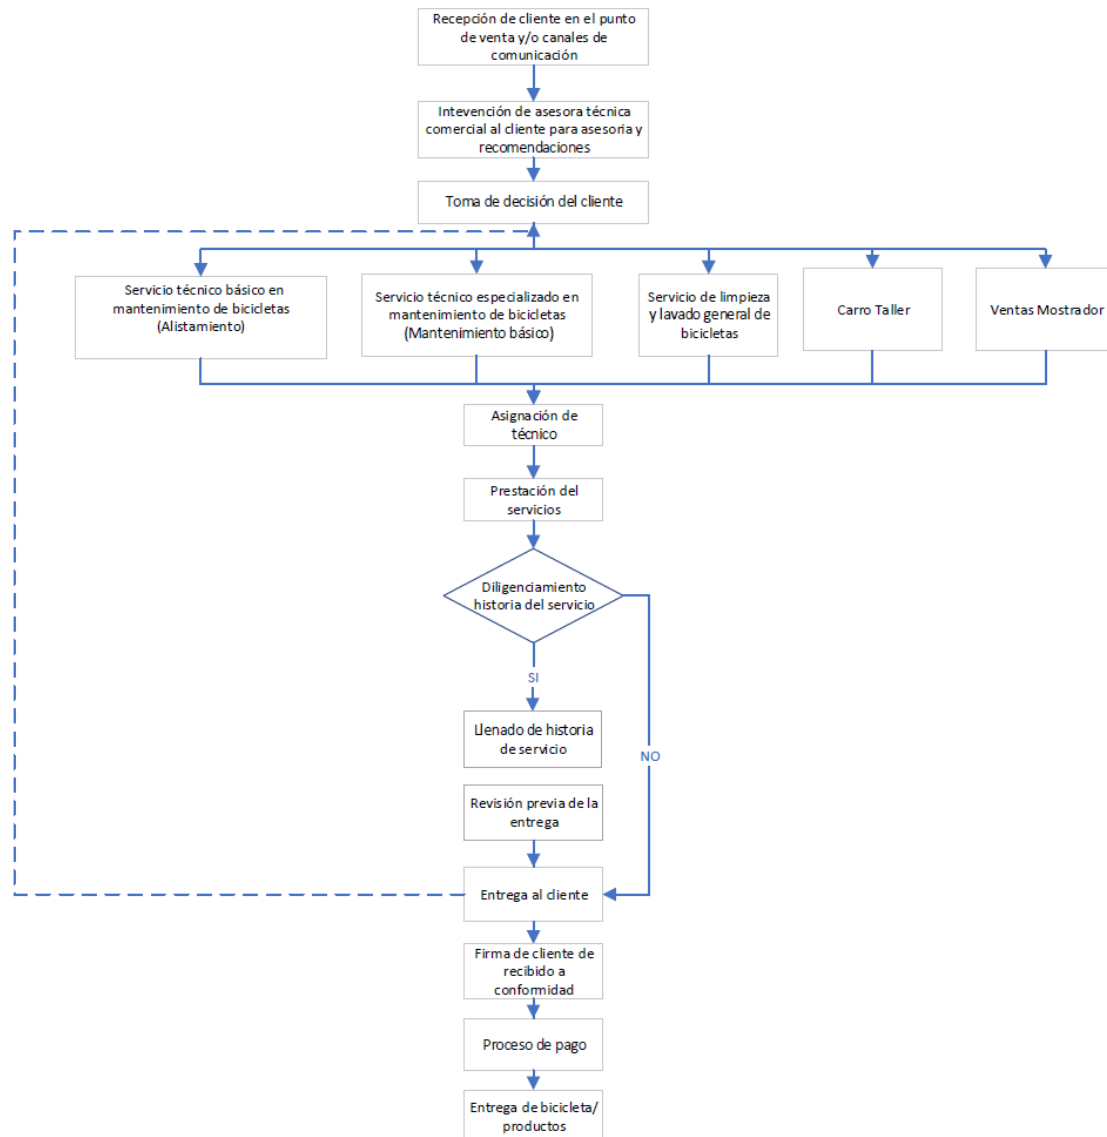 Recepción de cliente en el punto
de venta y/o canales de
comunicación
Intevención de asesora técnica
comercial al cliente para asesoria y
recomendaciones
Toma de decisión del cliente
Servicio técnico básico en
mantenimiento de bicicletas
(Alistamiento)
Servicio técnico especializado en
mantenimiento de bicicletas
(Mantenimiento básico)
Servicio de limpieza
y lavado general de
bicicletas
Carro Taller
Ventas Mostrador
Asignación de
técnico
Prestación del
servicios
Diligenciamiento
historia del servicio
SI
Llenado de historia
de servicio
NO
Revisión previa de la
entrega
Entrega al cliente
Firma de cliente de
recibido a
conformidad
Proceso de pago
Entrega de bicicleta/
productos